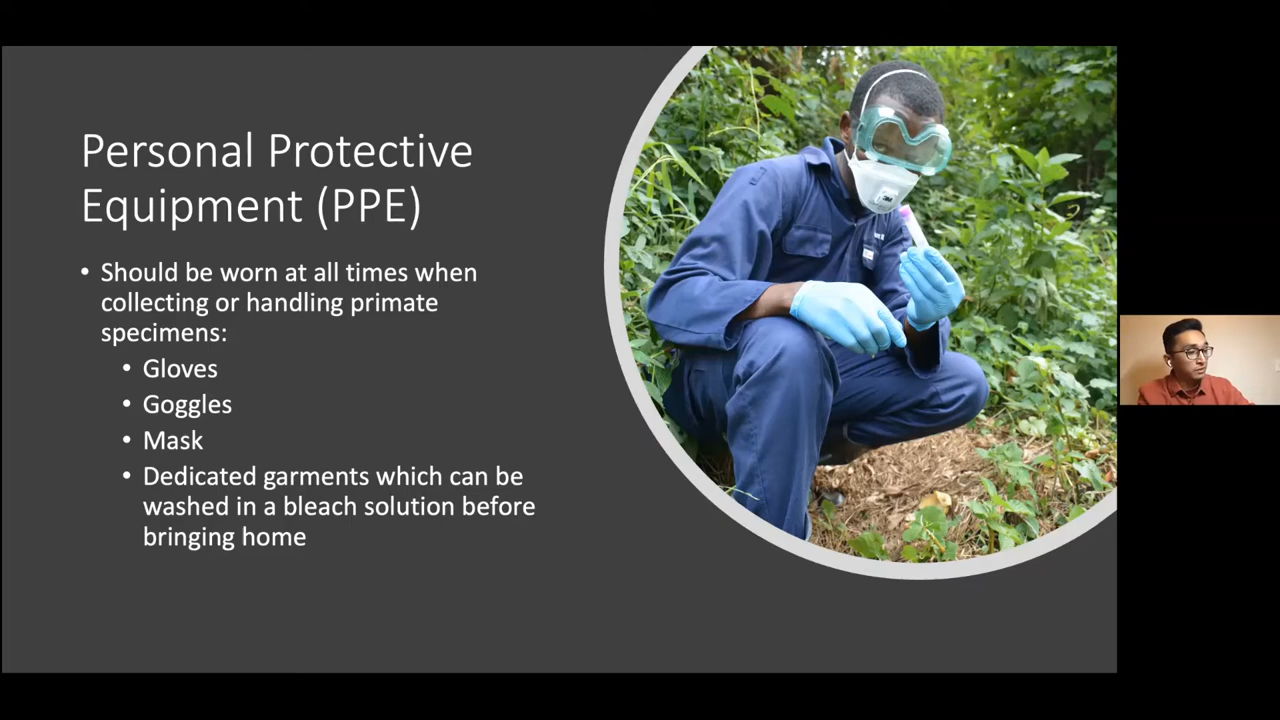 Personal Protective
Equipment (PPE)
• Should be worn at all times when
collecting or handling primate
specimens:
• Gloves
• Goggles
• Mask
• Dedicated garments which can be
washed in a bleach solution before
bringing home
3M